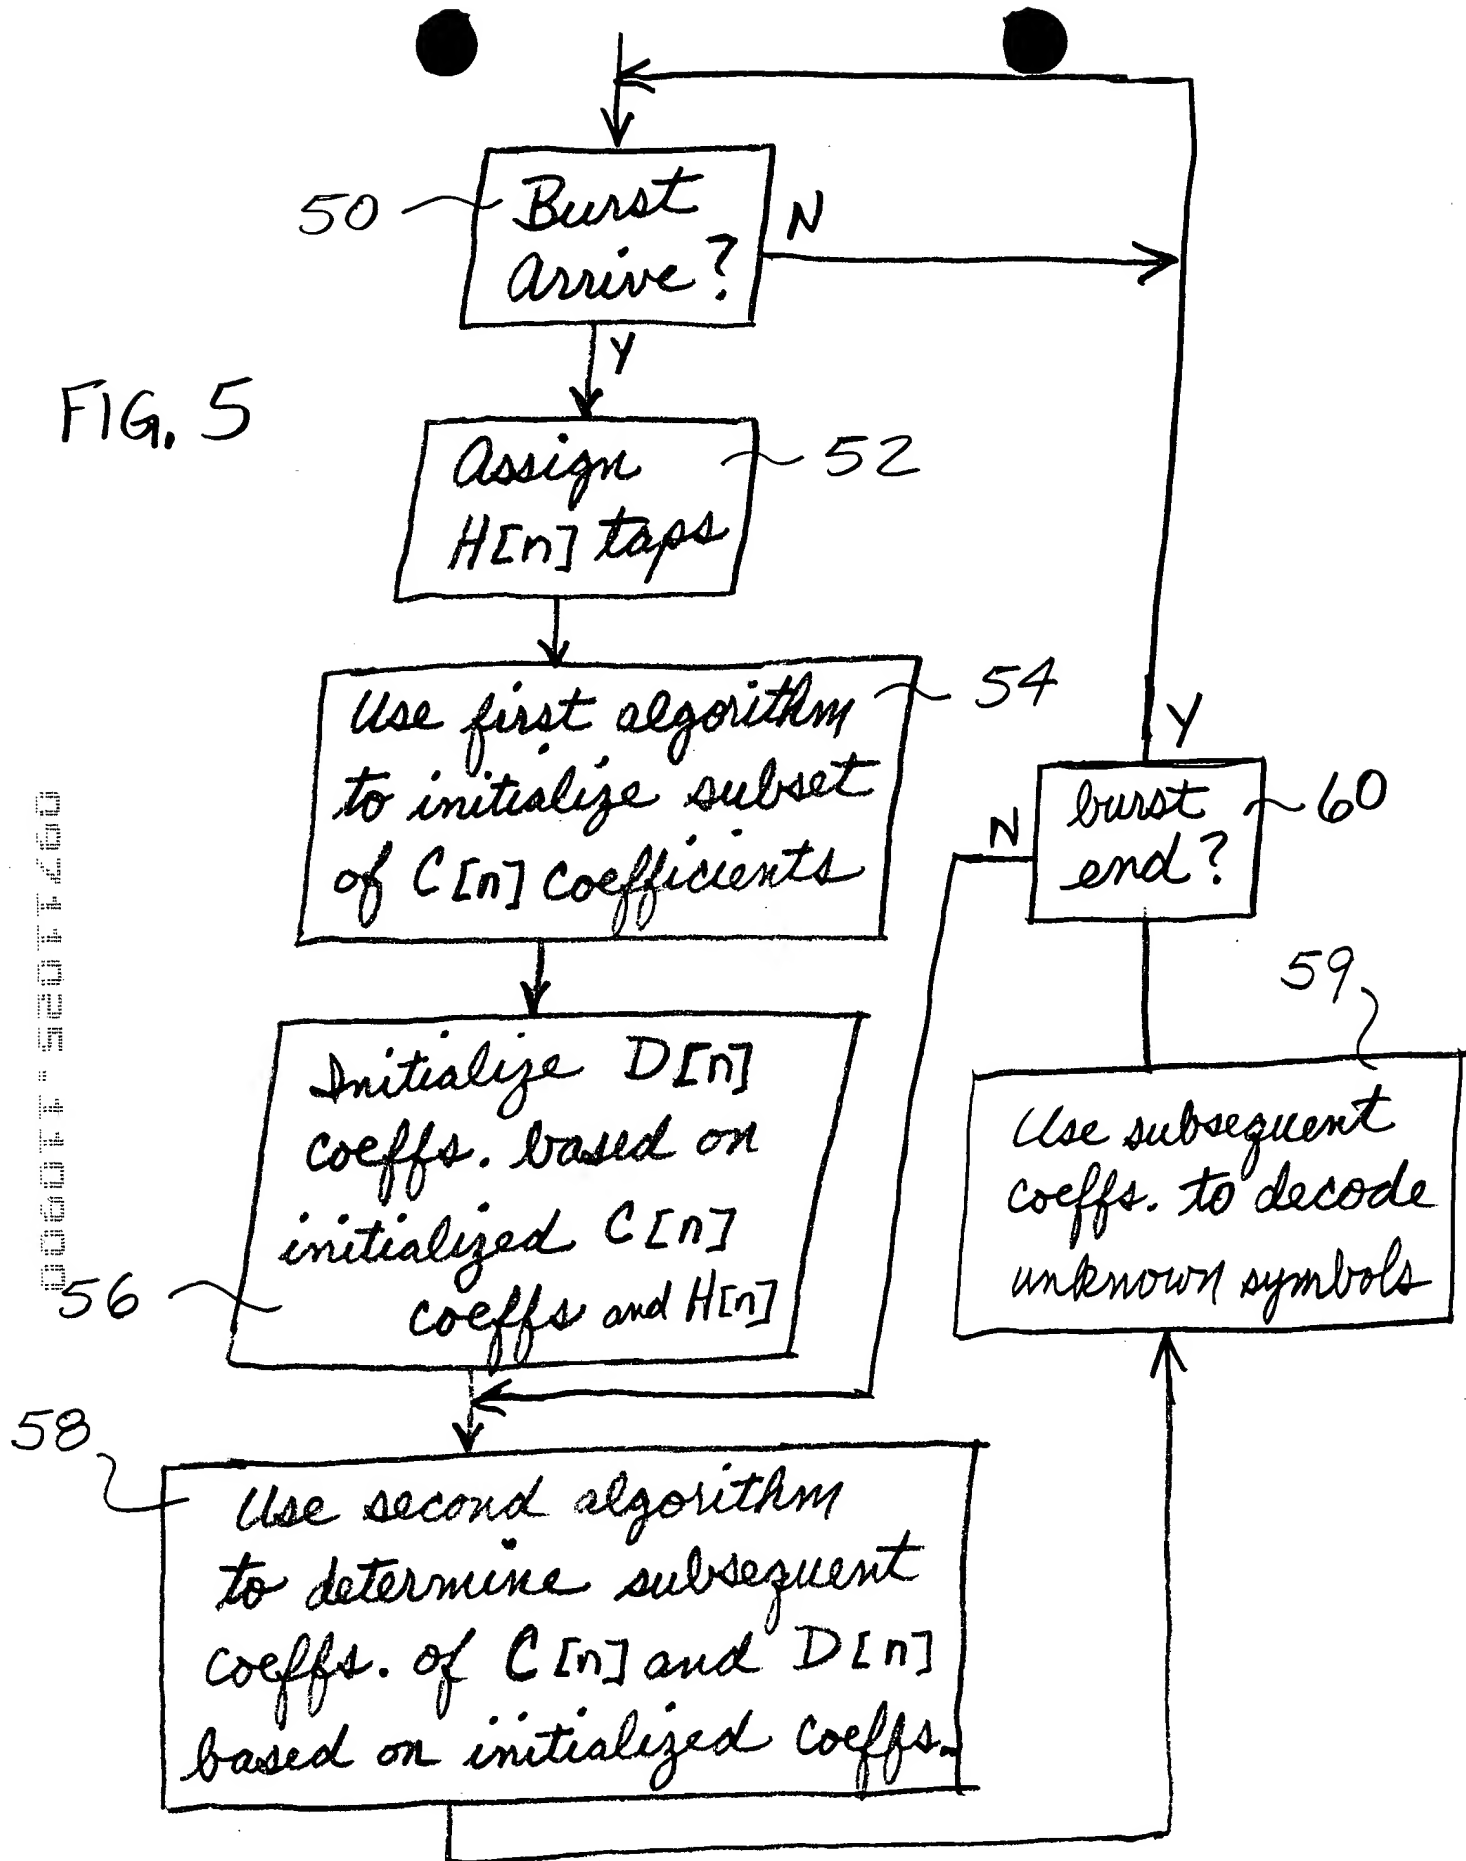 50
Burst
Arrive?
N
Y
FIG. 5
Assign
H[n] taps
52
Use first algorithm
to initialize subset
of C[n] coefficients
54
Y
burst
end?
60
N
Initialize D[n]
coeffs. based on
initialized C[n]
coeffs and H[n]
56
59
Use subsequent
coeffs. to decode
unknown symbols
58
Use second algorithm
to determine subsequent
coeffs. of C[n] and D[n]
based on initialized coeffs.